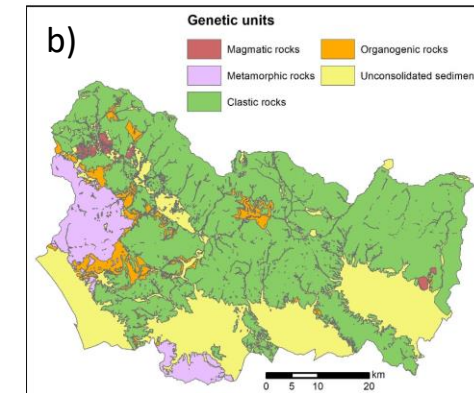 b)
Genetic units
Magmatic rocks
Organogenic rocks
Metamorphic rocks
Unconsolidated sedimen
Clastic rocks
km
0 5 10 20